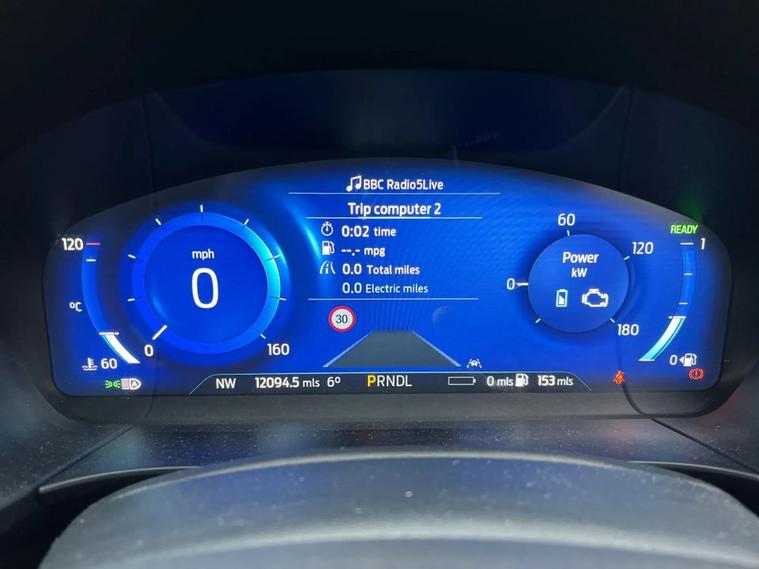 BBC Radio5Live
Trip computer 2
0:02 time
--.- mpg
0.0 Total miles
0.0 Electric miles
30
120
°C
60
mph
0
0
160
60
0
120
180
Power
kW
READY
1
0
A
NW 12094.5 mls 6° PRNDL 0 mls 153 mls